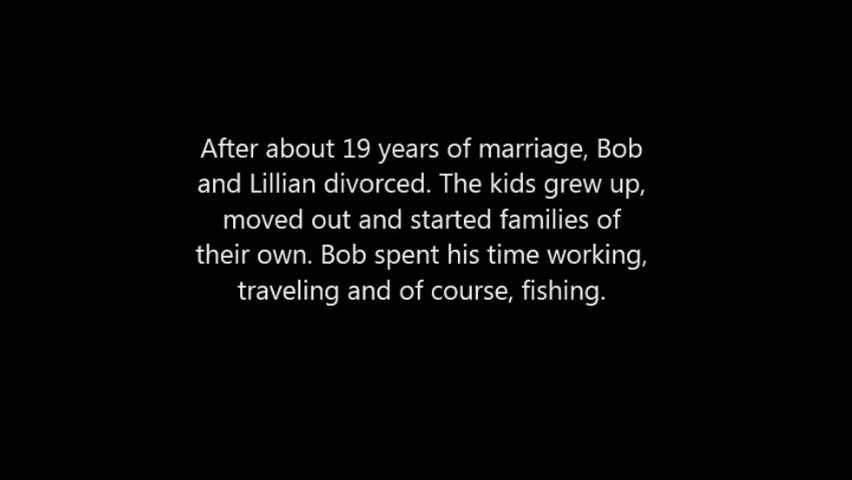 After about 19 years of marriage, Bob
and Lillian divorced. The kids grew up,
moved out and started families of
their own. Bob spent his time working,
traveling and of course, fishing.